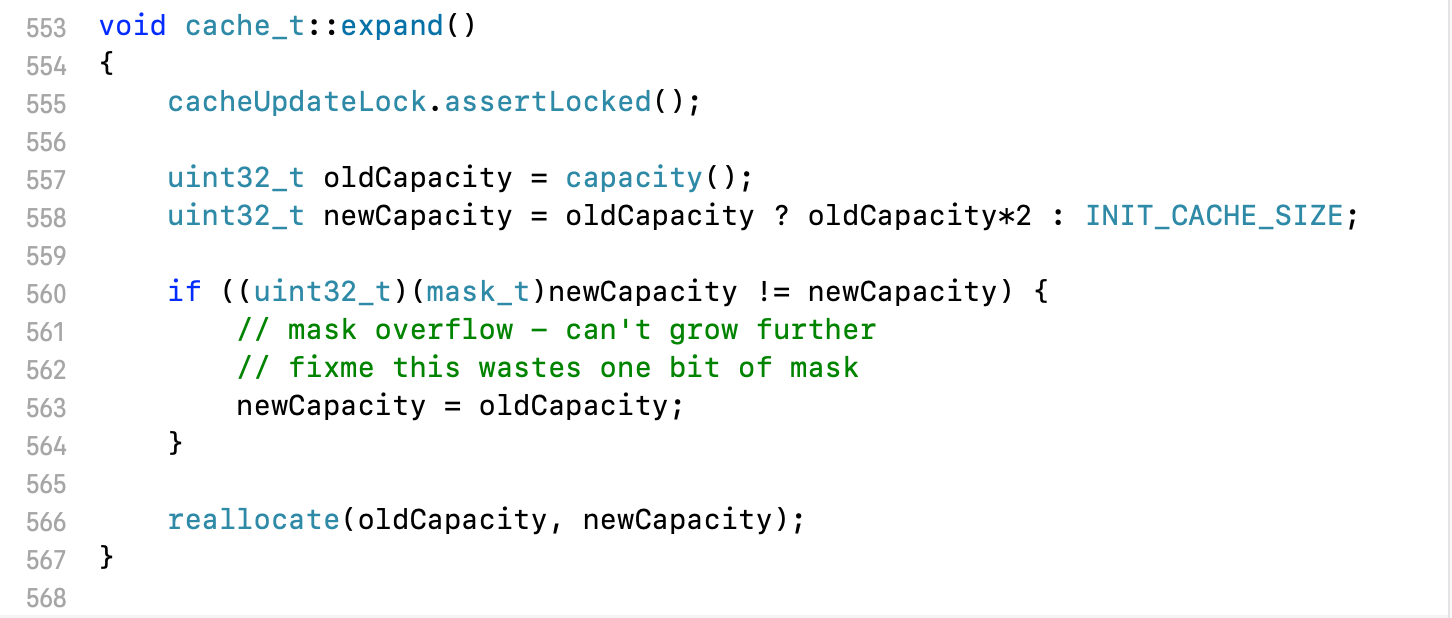 553 void cache_t::expand()
554 {
555     cacheUpdateLock.assertLocked();
556
557     uint32_t oldCapacity = capacity();
558     uint32_t newCapacity = oldCapacity ? oldCapacity*2 : INIT_CACHE_SIZE;
559
560     if ((uint32_t)(mask_t)newCapacity != newCapacity) {
561         // mask overflow – can't grow further
562         // fixme this wastes one bit of mask
563         newCapacity = oldCapacity;
564     }
565
566     reallocate(oldCapacity, newCapacity);
567 }
568